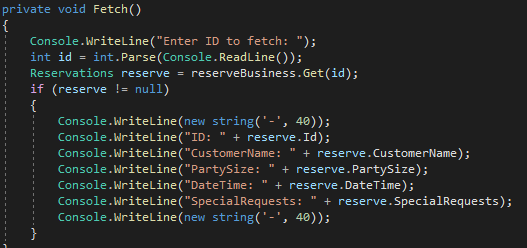 private void Fetch()
{
Console.WriteLine("Enter ID to fetch: ");
int id = int.Parse(Console.ReadLine());
Reservations reserve = reserveBusiness.Get(id);
if (reserve != null)
{
Console.WriteLine(new string('-', 40));
Console.WriteLine("ID: " + reserve.Id);
Console.WriteLine("CustomerName: " + reserve.CustomerName);
Console.WriteLine("PartySize: " + reserve.PartySize);
Console.WriteLine("DateTime: " + reserve.DateTime);
Console.WriteLine("SpecialRequests: " + reserve.SpecialRequests);
Console.WriteLine(new string('-', 40));
}
}